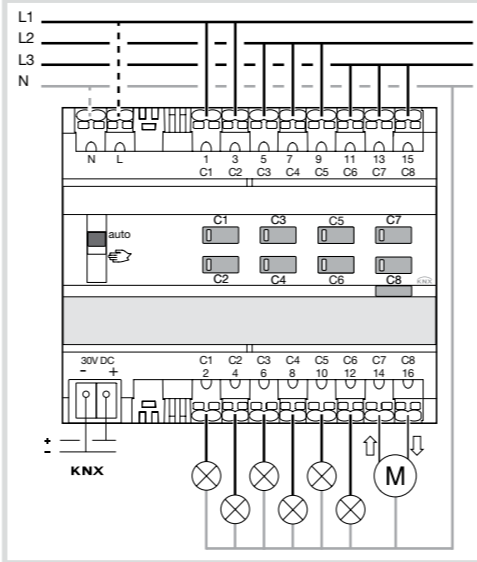 L1
L2
L3
N
N L 1 3 5 7 9 11 13 15
C1 C2 C3 C4 C5 C6 C7 C8
auto
C1 C3 C5 C7
C2 C4 C6 C8
KNX
30V DC C1 C2 C3 C4 C5 C6 C7 C8
- + 2 4 6 8 10 12 14 16
+
-
KNX
M